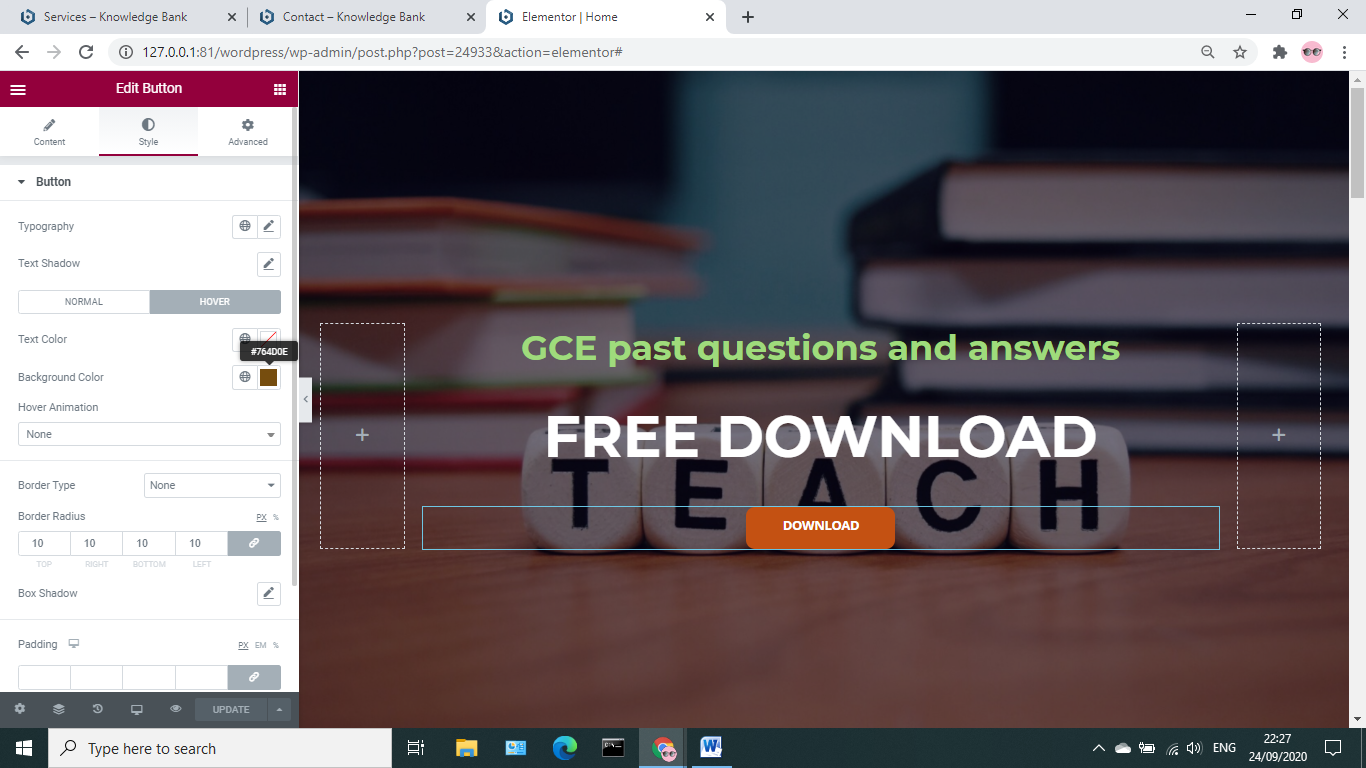 Services – Knowledge Bank
Contact – Knowledge Bank
Elementor | Home
127.0.0.1:81/wordpress/wp-admin/post.php?post=24933&action=elementor#
Edit Button
Content
Style
Advanced
Button
Typography
Text Shadow
NORMAL
HOVER
Text Color
#764D0E
Background Color
Hover Animation
None
Border Type
None
Border Radius
PX %
10 10 10 10
TOP RIGHT BOTTOM LEFT
Box Shadow
Padding
PX EM %
UPDATE
GCE past questions and answers
FREE DOWNLOAD
TEACH
DOWNLOAD
Type here to search
ENG
22:27
24/09/2020